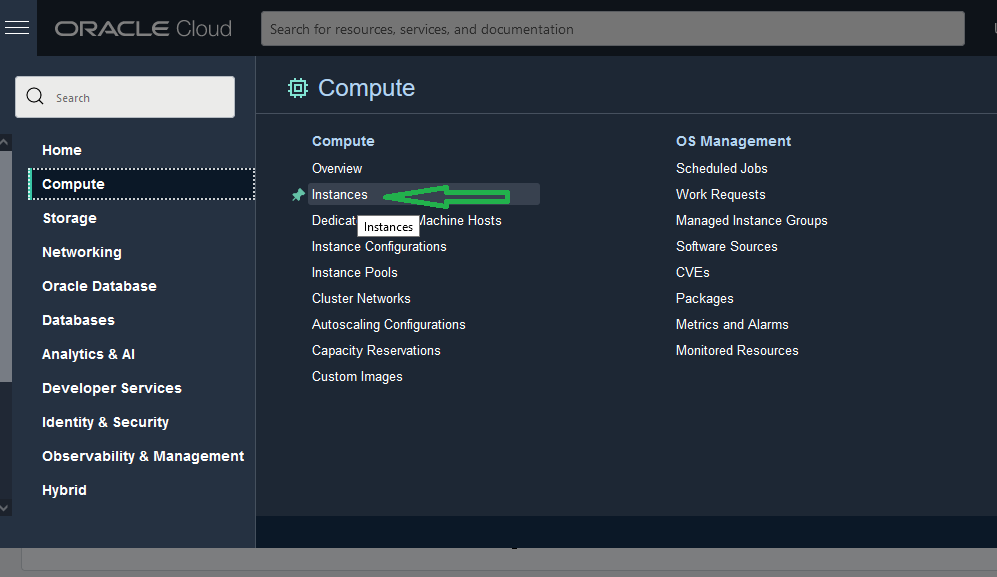 ORACLE Cloud
Search for resources, services, and documentation
Search
Home
Compute
Storage
Networking
Oracle Database
Databases
Analytics & AI
Developer Services
Identity & Security
Observability & Management
Hybrid
Compute
Compute
Overview
Instances
Instances
Machine Hosts
Instance Configurations
Instance Pools
Cluster Networks
Autoscaling Configurations
Capacity Reservations
Custom Images
OS Management
Scheduled Jobs
Work Requests
Managed Instance Groups
Software Sources
CVEs
Packages
Metrics and Alarms
Monitored Resources